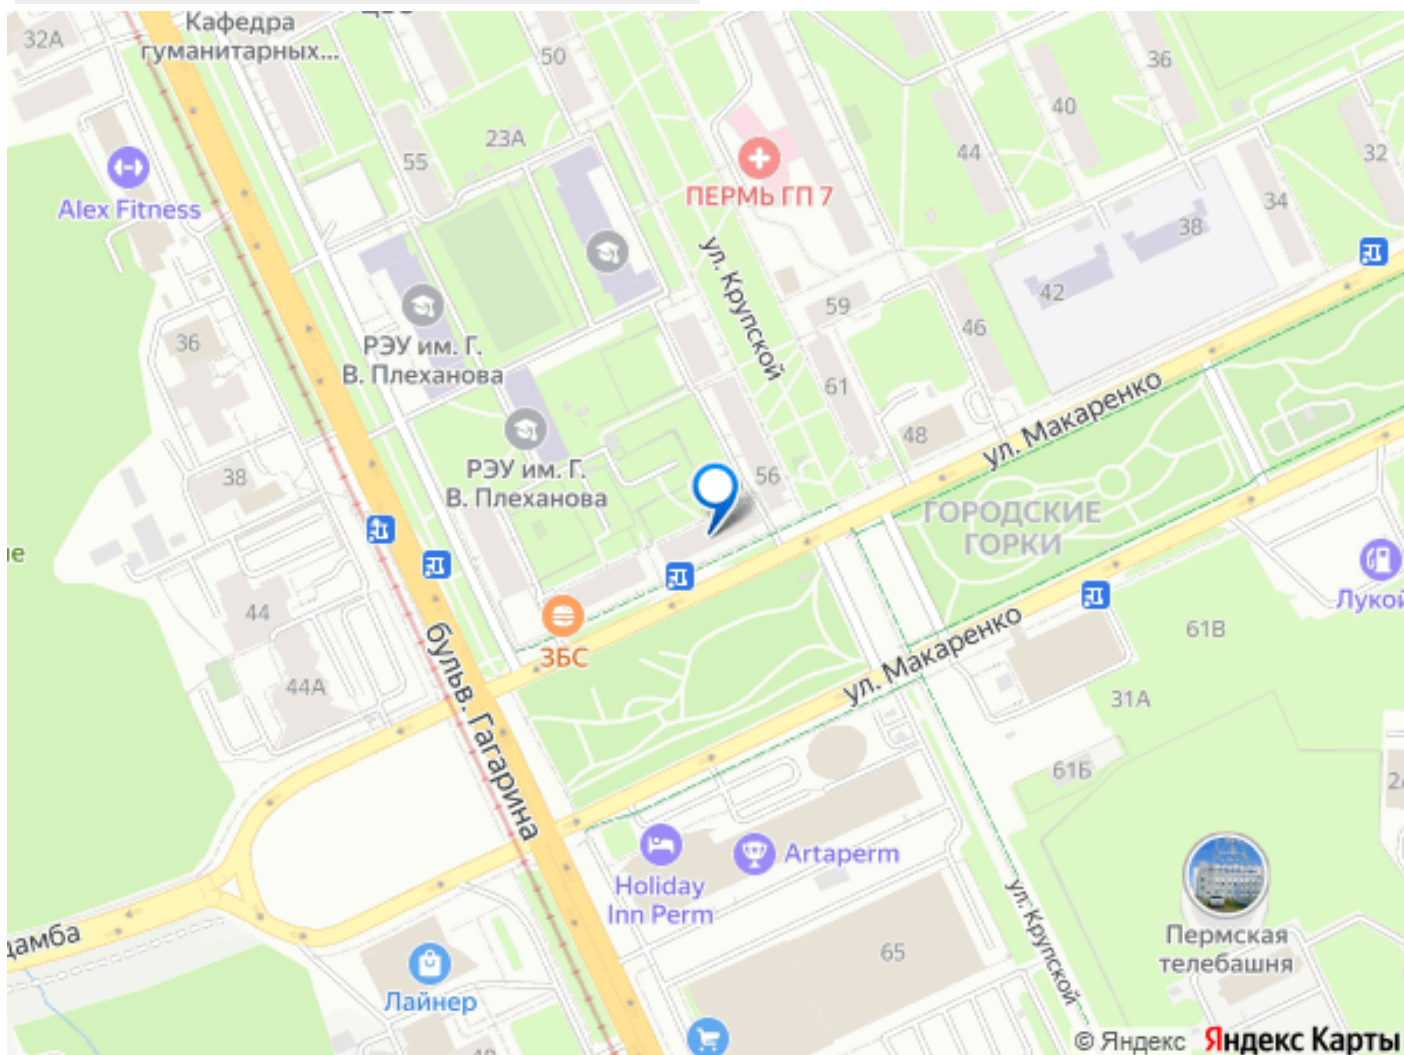 Кафедра
гуманитарных...
32А
50
36
40
23А
55
44
32
ПЕРМЬ ГП 7
Alex Fitness
34
38
ул. Крупской
42
59
46
36
РЭУ им. Г.
В. Плеханова
61
ул. Макаренко
48
РЭУ им. Г.
В. Плеханова
38
56
ГОРОДСКИЕ
ГОРКИ
Лукой
44
61В
ул. Макаренко
ЗБС
44А
бульв. Гагарина
31А
61Б
Artaperm
Holiday
Inn Perm
ул. Крупской
дамба
65
Пермская
телебашня
Лайнер
© Яндекс Яндекс Карты